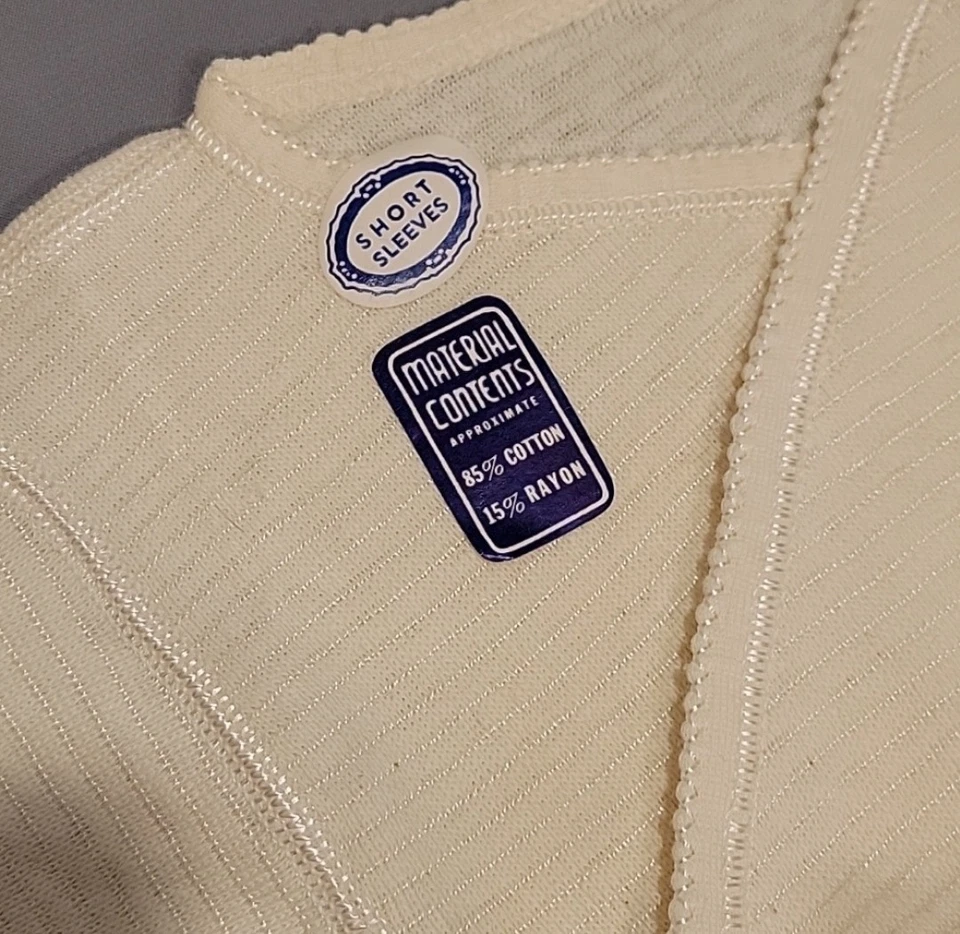 SHORT
SLEEVES
MATERIAL
CONTENTS
APPROXIMATE
85% COTTON
15% RAYON